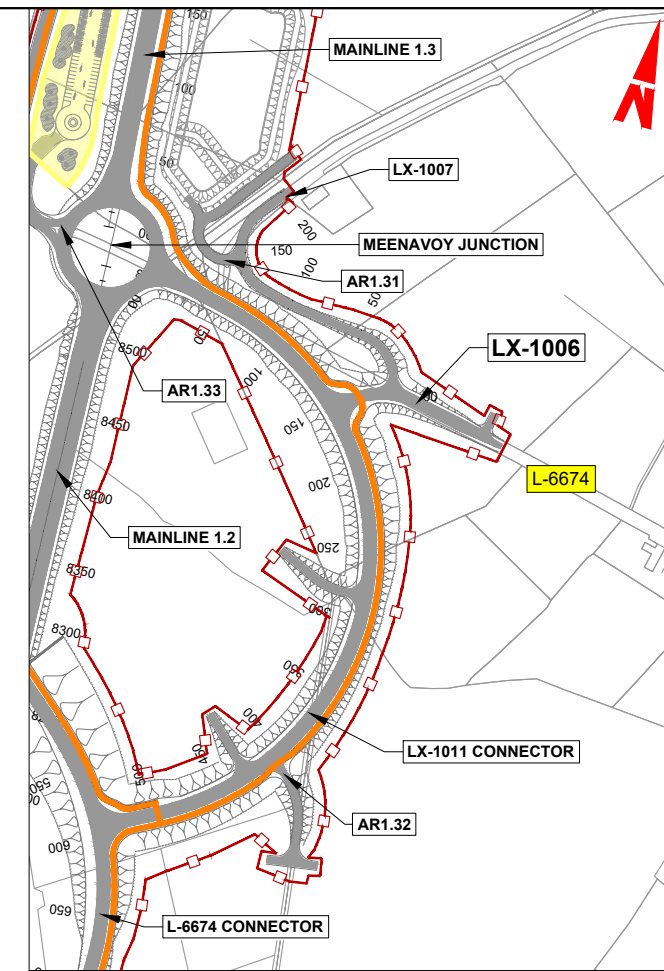 150
MAINLINE 1.3
100
50
LX-1007
200
150
MEENAVOY JUNCTION
100
AR1.31
50
N
8500
50
LX-1006
AR1.33
100
8450
150
L-6674
200
8400
MAINLINE 1.2
250
8350
300
8300
350
400
450
LX-1011 CONNECTOR
500
550
AR1.32
600
650
L-6674 CONNECTOR